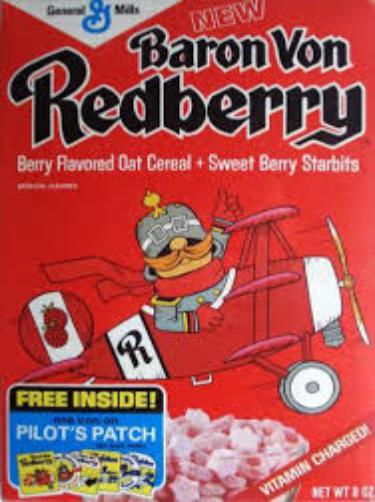 General G Mills
NEW
Baron Von
Redberry
Berry Flavored Oat Cereal + Sweet Berry Starbits
R
FREE INSIDE!
one iron-on
PILOT'S PATCH
VITAMIN CHARGED!
NET WT 8 OZ